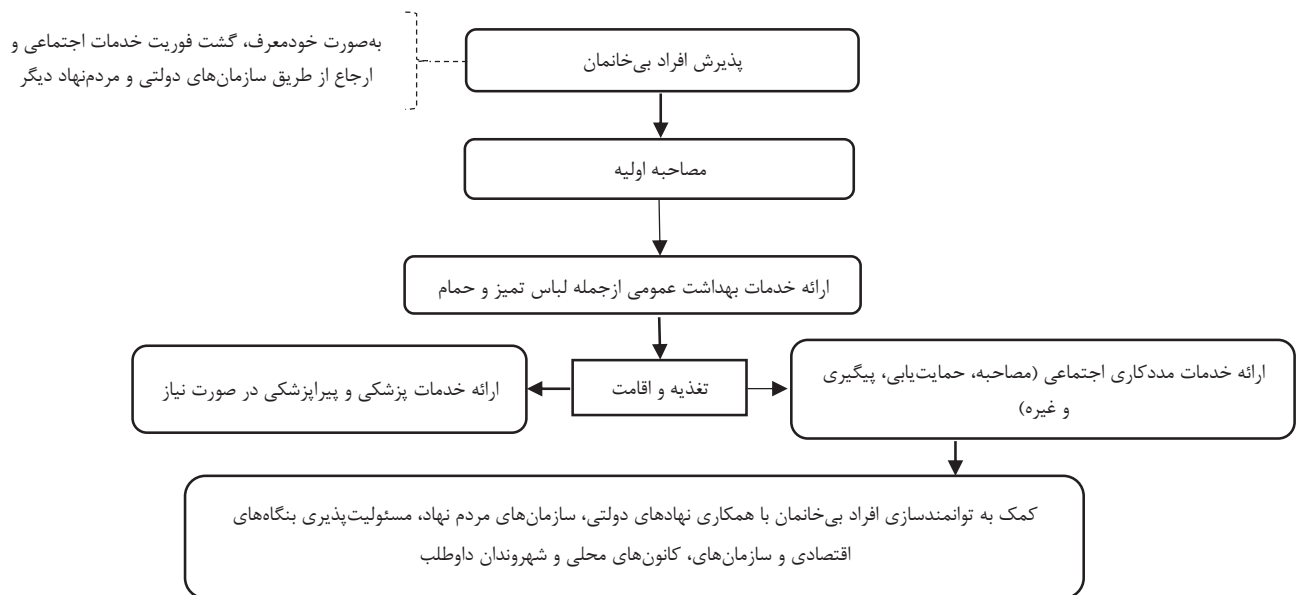 به‌صورت خودمعرف، گشت فوریت خدمات اجتماعی و
ارجاع از طریق سازمان‌های دولتی و مردم‌نهاد دیگر
پذیرش افراد بی‌خانمان
مصاحبه اولیه
ارائه خدمات بهداشت عمومی ازجمله لباس تمیز و حمام
ارائه خدمات مددکاری اجتماعی (مصاحبه، حمایت‌یابی، پیگیری
و غیره)
تغذیه و اقامت
ارائه خدمات پزشکی و پیراپزشکی در صورت نیاز
کمک به توانمندسازی افراد بی‌خانمان با همکاری نهادهای دولتی، سازمان‌های مردم نهاد، مسئولیت‌پذیری بنگاه‌های
اقتصادی و سازمان‌های، کانون‌های محلی و شهروندان داوطلب